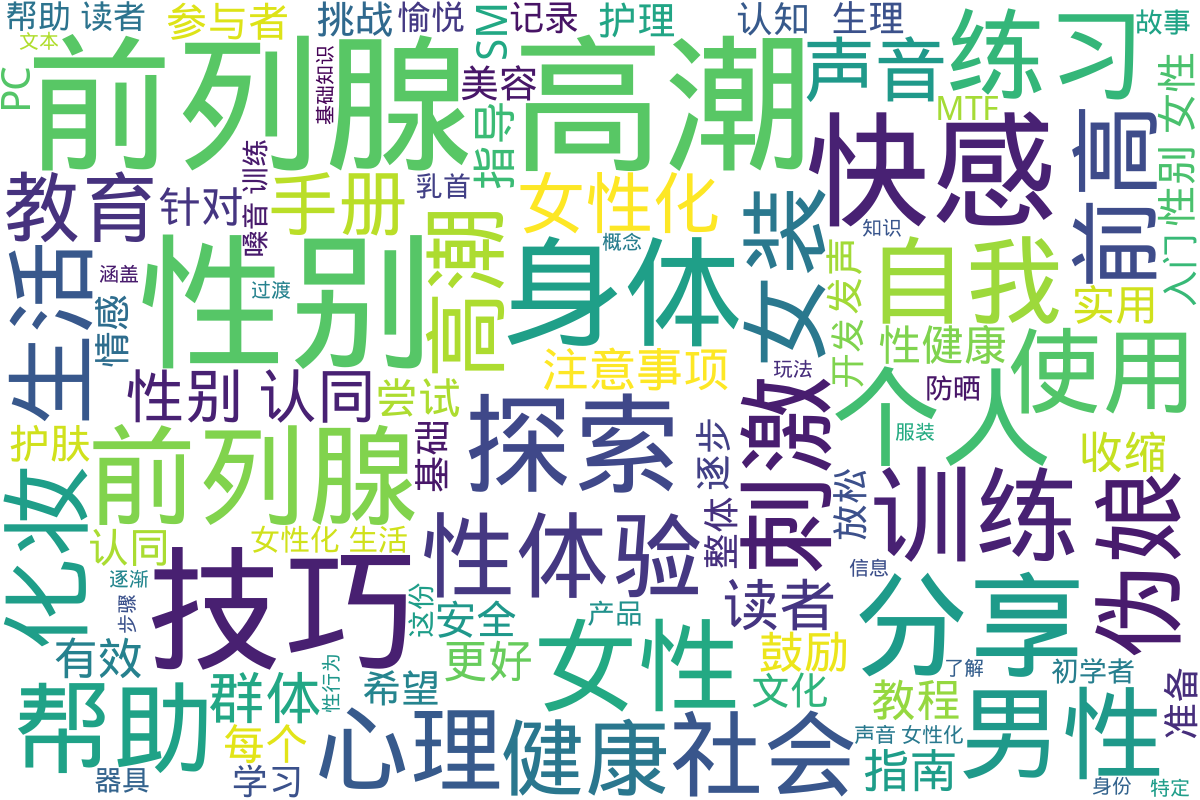 帮助 读者
参与者
挑战
愉悦
SM
记录
护理
认知
生理
故事
文本
PC
前列腺
基础知识
高潮
美容
声音
练习
MTF
女性
指导
快感
前高
性别
教育
针对
嗓音 训练
手册
乳首
女性化
女装
知识
自我
入门
生活
涵盖
情感
性别
过渡
高潮
概念
身体
发声
开发
实用
性健康
使用
注意事项
玩法
性别 认同
尝试
刺激
个人
防晒
护肤
前列腺
基础
探索
逐步
服装
收缩
化妆
认同
女性化 生活
性体验
整体
放松
训练
伪娘
逐渐
步骤
技巧
这份
安全
读者
信息
分享
产品
有效
性行为
更好
女性
鼓励
了解
初学者
帮助
群体
希望
文化
教程
男性
准备
每个
心理
健康
社会
声音 女性化
指南
器具
学习
身份
特定